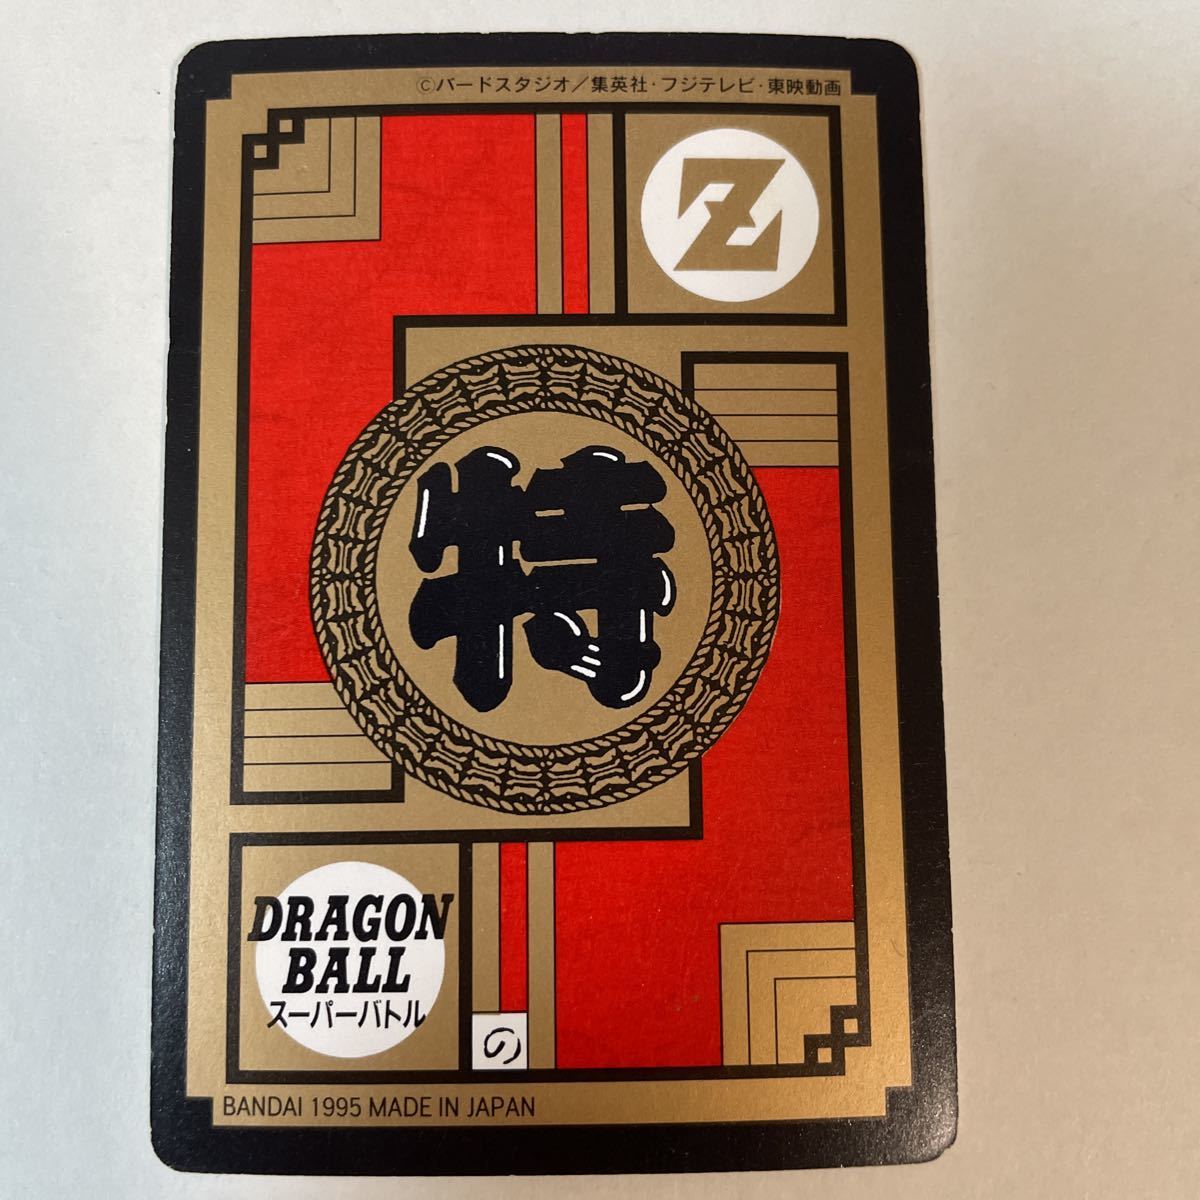 ©バードスタジオ／集英社・フジテレビ・東映動画
Z
特
DRAGON
BALL
スーパーバトル
の
BANDAI 1995 MADE IN JAPAN